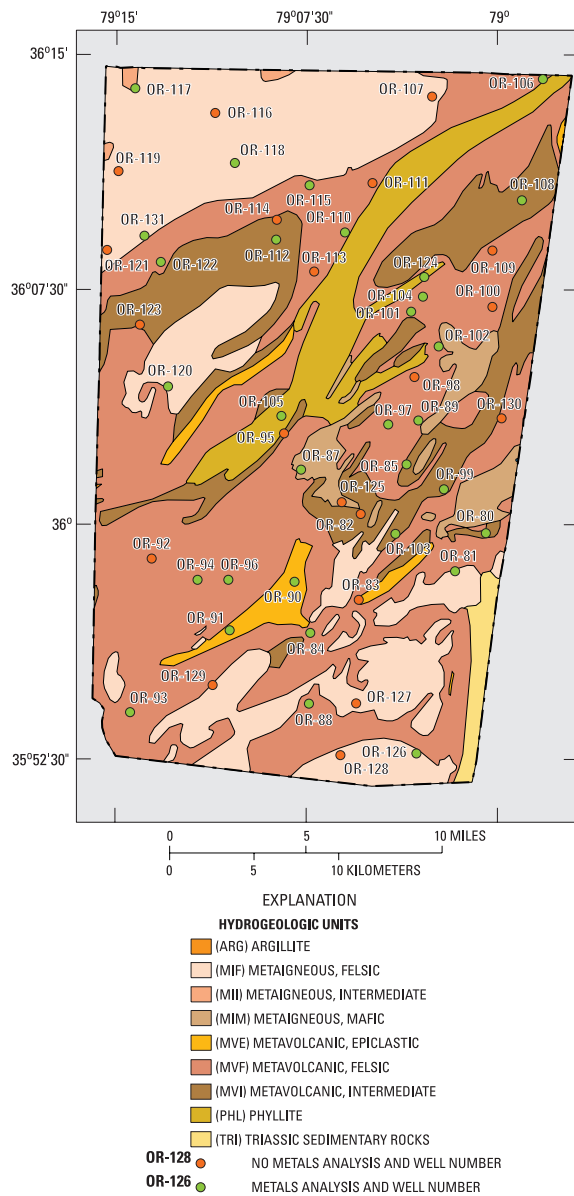 79°15' 79°07'30" 79°
36°15'
OR-117
OR-107
OR-106
OR-116
OR-118
OR-119
OR-111
OR-115
OR-108
OR-114
OR-110
OR-131
OR-112
OR-121
OR-122
OR-113
OR-109
OR-124
36°07'30"
OR-104
OR-100
OR-101
OR-123
OR-102
OR-120
OR-98
OR-105
OR-97
OR-89
OR-130
OR-95
OR-87
OR-85
OR-125
OR-99
OR-80
36°
OR-82
OR-103
OR-92
OR-81
OR-94
OR-96
OR-90
OR-83
OR-91
OR-84
OR-129
OR-93
OR-88
OR-127
OR-126
35°52'30"
OR-128
0 5 10 MILES
0 5 10 KILOMETERS
EXPLANATION
HYDROGEOLOGIC UNITS
(ARG) ARGILLITE
(MIF) METAIGNEOUS, FELSIC
(MII) METAIGNEOUS, INTERMEDIATE
(MIM) METAIGNEOUS, MAFIC
(MVE) METAVOLCANIC, EPICLASTIC
(MVF) METAVOLCANIC, FELSIC
(MVI) METAVOLCANIC, INTERMEDIATE
(PHL) PHYLLITE
(TRI) TRIASSIC SEDIMENTARY ROCKS
OR-128 NO METALS ANALYSIS AND WELL NUMBER
OR-126 METALS ANALYSIS AND WELL NUMBER